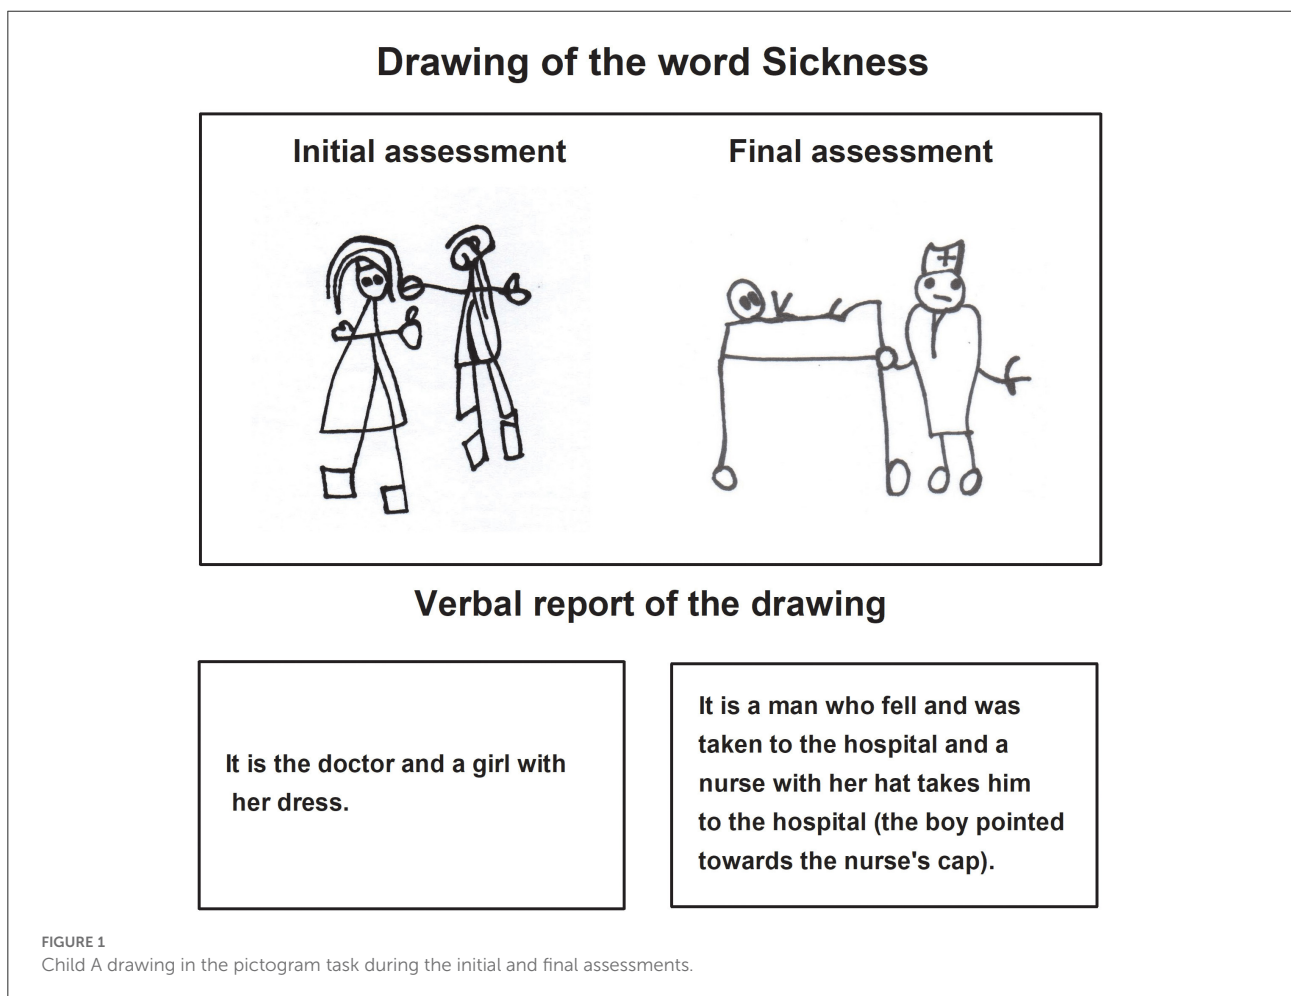 Drawing of the word Sickness
Initial assessment
Final assessment
Verbal report of the drawing
It is the doctor and a girl with
her dress.
It is a man who fell and was
taken to the hospital and a
nurse with her hat takes him
to the hospital (the boy pointed
towards the nurse's cap).
FIGURE 1
Child A drawing in the pictogram task during the initial and final assessments.